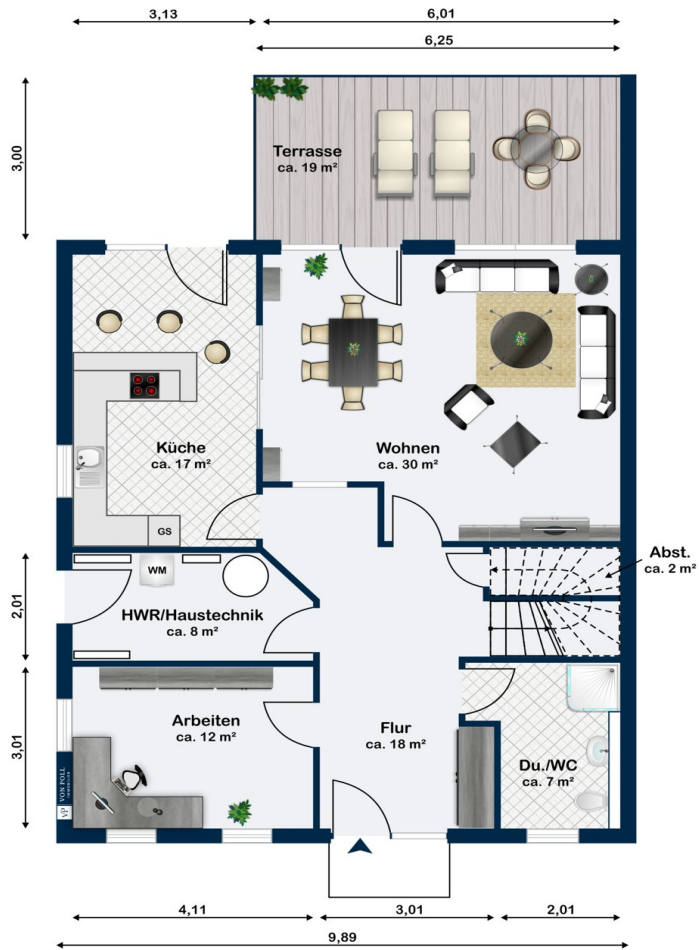 3,13
6,01
6,25
3,00
Terrasse
ca. 19 m²
Küche
ca. 17 m²
Wohnen
ca. 30 m²
GS
Abst.
ca. 2 m²
WM
2,01
HWR/Haustechnik
ca. 8 m²
3,01
Arbeiten
ca. 12 m²
Flur
ca. 18 m²
Du./WC
ca. 7 m²
VP VON POLL
IMMOBILIEN
4,11
3,01
2,01
9,89